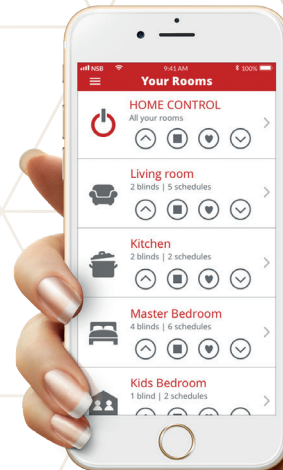 NSB 9:41 AM 100%
Your Rooms
HOME CONTROL
All your rooms
Living room
2 blinds | 5 schedules
Kitchen
2 blinds | 2 schedules
Master Bedroom
4 blinds | 6 schedules
Kids Bedroom
1 blind | 2 schedules